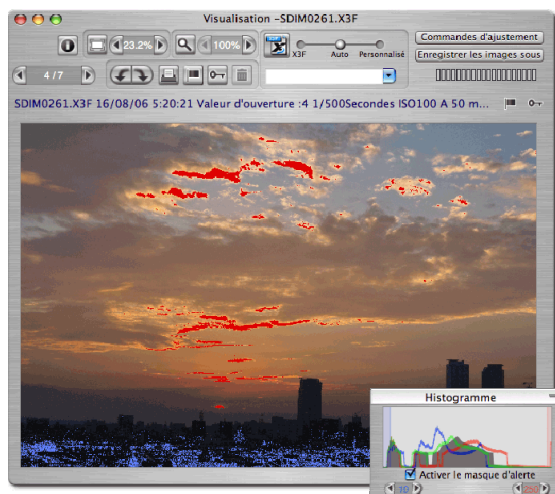 Visualisation -SDIM0261.X3F
23.2%
100%
X3F Auto Personnalisé
Commandes d'ajustement
Enregistrer les images sous
4/7
SDIM0261.X3F 16/08/06 5:20:21 Valeur d'ouverture :4 1/500Secondes ISO100 A 50 m...
Histogramme
Activer le masque d'alerte
10